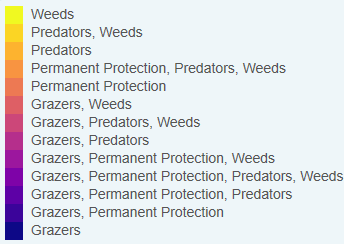 Weeds
Predators, Weeds
Predators
Permanent Protection, Predators, Weeds
Permanent Protection
Grazers, Weeds
Grazers, Predators, Weeds
Grazers, Predators
Grazers, Permanent Protection, Weeds
Grazers, Permanent Protection, Predators, Weeds
Grazers, Permanent Protection, Predators
Grazers, Permanent Protection
Grazers